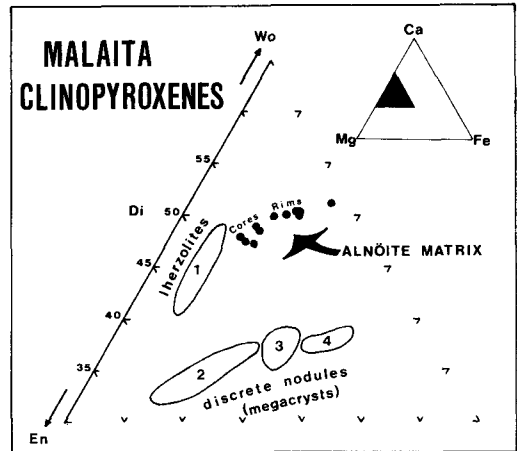 MALAITA
CLINOPYROXENES
Wo
Ca
Mg
Fe
55
Di
50
45
40
35
En
Cores
Rims
ALNÖITE MATRIX
lherzolites
1
2
3
4
discrete nodules
(megacrysts)